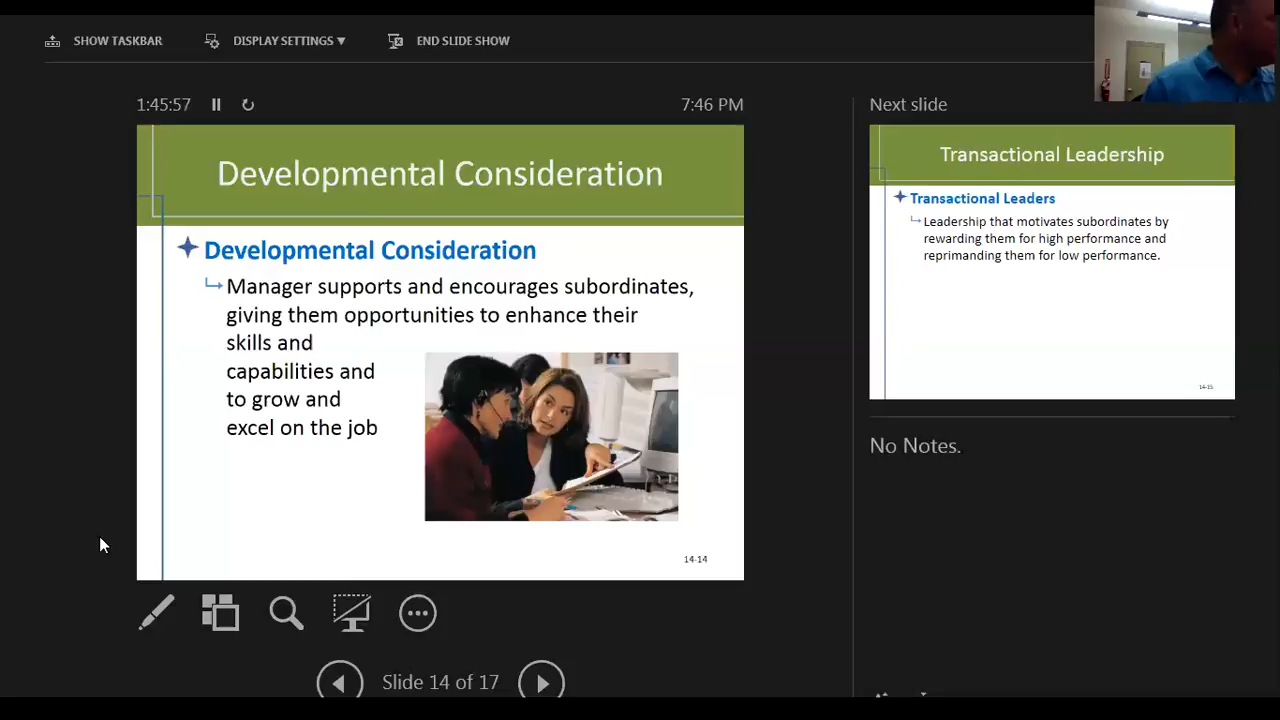 SHOW TASKBAR
DISPLAY SETTINGS ▼
END SLIDE SHOW
1:45:57
7:46 PM
Developmental Consideration
Developmental Consideration
Manager supports and encourages subordinates,
giving them opportunities to enhance their
skills and
capabilities and
to grow and
excel on the job
14-14
Slide 14 of 17
Next slide
Transactional Leadership
Transactional Leaders
Leadership that motivates subordinates by
rewarding them for high performance and
reprimanding them for low performance.
14-15
No Notes.